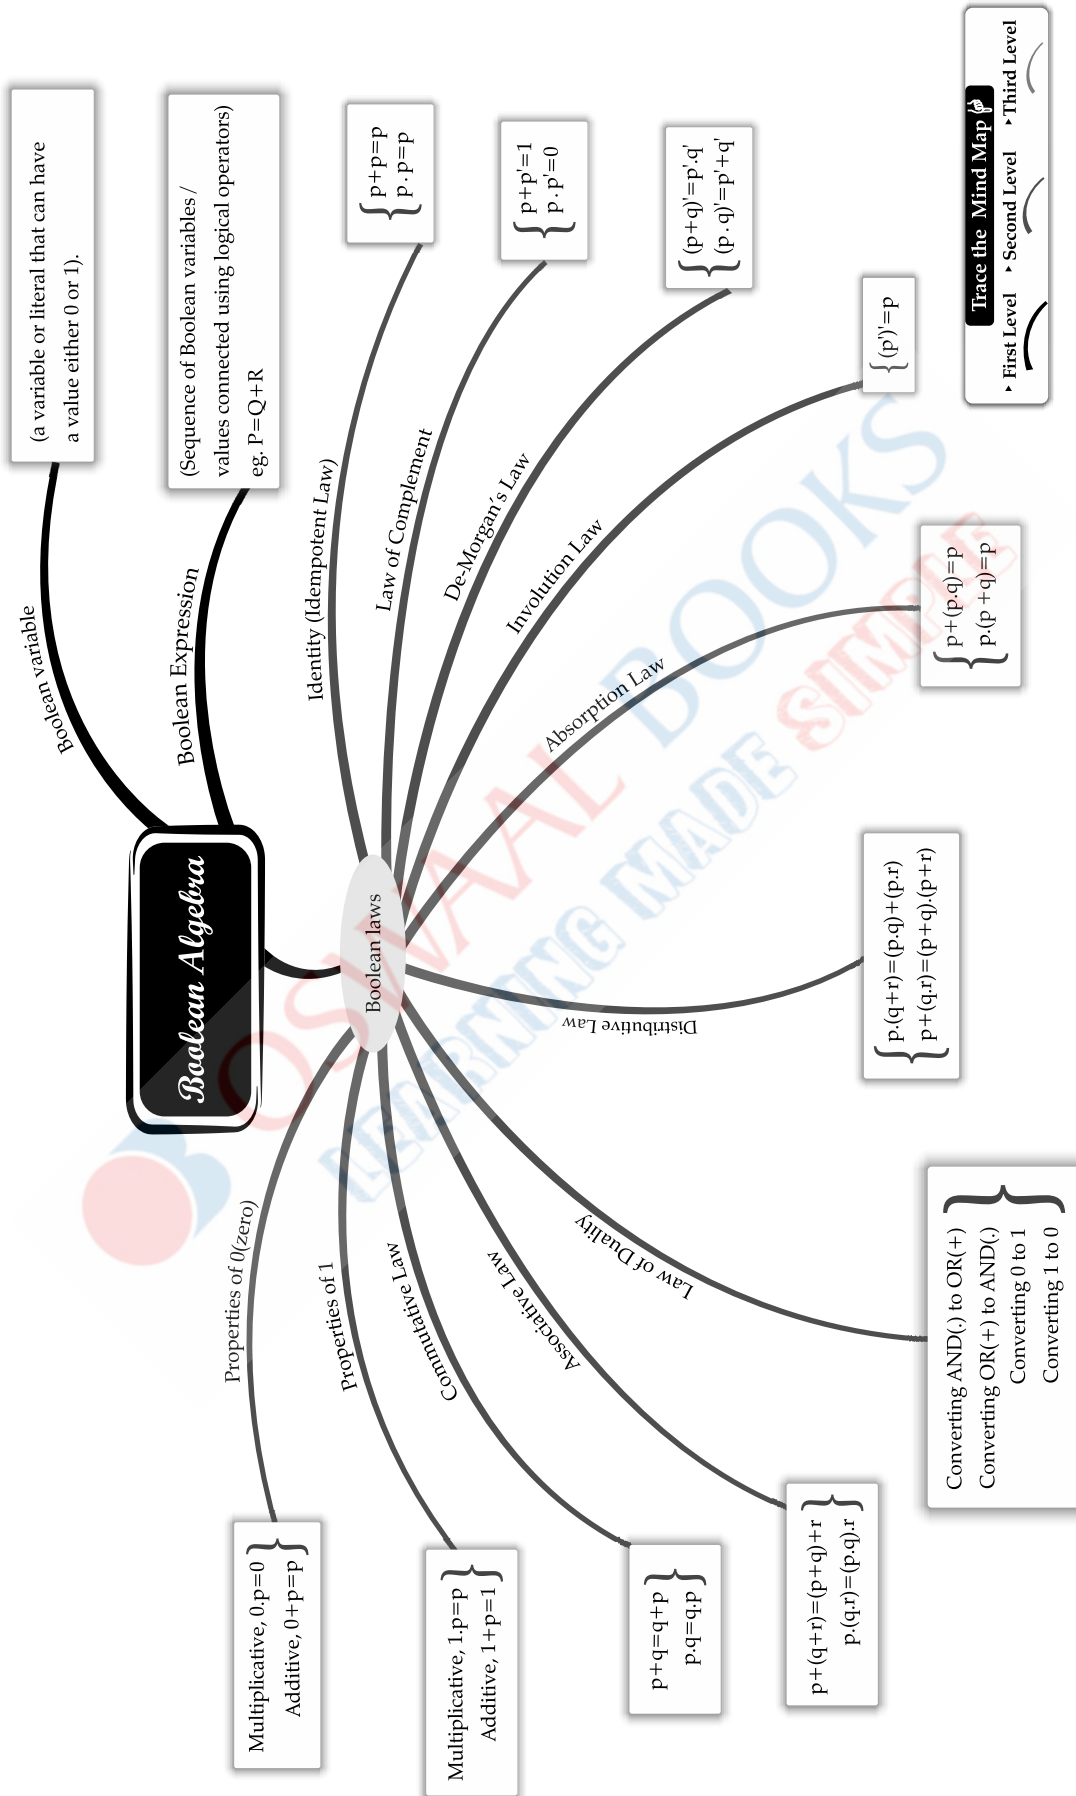 Boolean Algebra
Boolean variable
(a variable or literal that can have
a value either 0 or 1).
Boolean Expression
(Sequence of Boolean variables /
values connected using logical operators)
eg. P=Q+R
Boolean laws
Identity (Idempotent Law)
p+p=p
p.p=p
Law of Complement
p+p'=1
p.p'=0
De-Morgan's Law
(p+q)'=p'.q'
(p.q)'=p'+q'
Involution Law
(p')'=p
Absorption Law
p+(p.q)=p
p.(p+q)=p
Distributive Law
p.(q+r)=(p.q)+(p.r)
p+(q.r)=(p+q).(p+r)
Law of Duality
Converting AND(.) to OR(+)
Converting OR(+) to AND(.)
Converting 0 to 1
Converting 1 to 0
Associative Law
p+(q+r)=(p+q)+r
p.(q.r)=(p.q).r
Commutative Law
p+q=q+p
p.q=q.p
Properties of 1
Multiplicative, 1.p=p
Additive, 1+p=1
Properties of 0(zero)
Multiplicative, 0.p=0
Additive, 0+p=p
Trace the Mind Map
First Level
Second Level
Third Level
OSWAAL BOOKS
LEARNING MADE SIMPLE